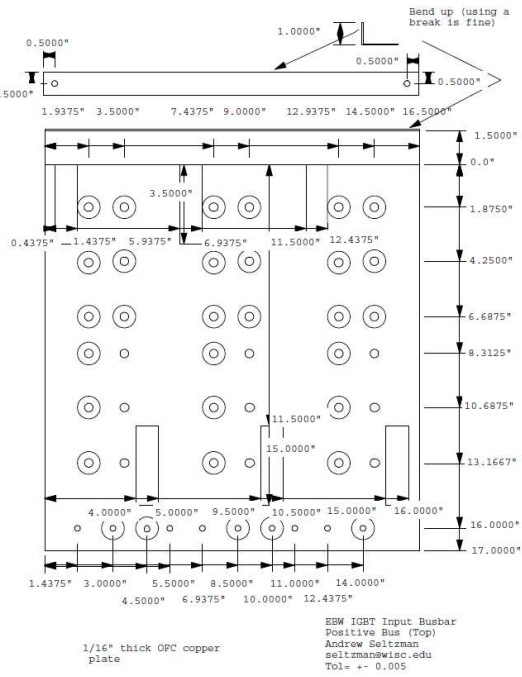 Bend up (using a
break is fine)
1.0000"
0.5000"
0.5000"
0.5000"
.5000"
1.9375" 3.5000" 7.4375" 9.0000" 12.9375" 14.5000" 16.5000"
1.5000"
0.0"
3.5000"
1.8750"
0.4375" 1.4375" 5.9375" 6.9375" 11.5000" 12.4375"
4.2500"
6.6875"
8.3125"
10.6875"
11.5000"
15.0000"
13.1667"
4.0000" 5.0000" 9.5000" 10.5000" 15.0000" 16.0000"
16.0000"
17.0000"
1.4375" 3.0000" 5.5000" 8.5000" 11.0000" 14.0000"
4.5000" 6.9375" 10.0000" 12.4375"
EBW IGBT Input Busbar
Positive Bus (Top)
Andrew Seltzman
seltzman@wisc.edu
Tol= +- 0.005
1/16" thick OFC copper
plate